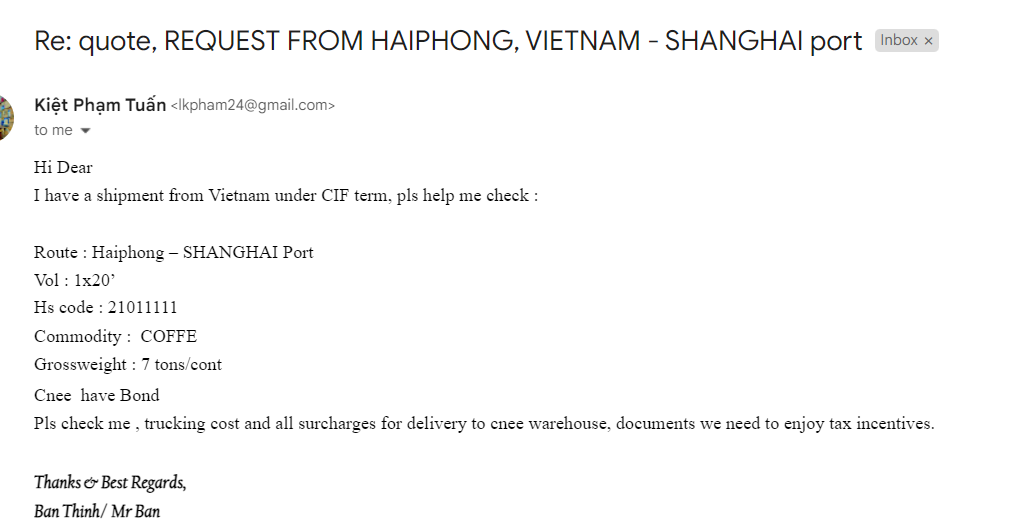 Re: quote, REQUEST FROM HAIPHONG, VIETNAM - SHANGHAI port Inbox ×
Kiệt Phạm Tuấn <lkpham24@gmail.com>
to me
Hi Dear
I have a shipment from Vietnam under CIF term, pls help me check :
Route : Haiphong – SHANGHAI Port
Vol : 1x20’
Hs code : 21011111
Commodity :  COFFE
Grossweight : 7 tons/cont
Cnee  have Bond
Pls check me , trucking cost and all surcharges for delivery to cnee warehouse, documents we need to enjoy tax incentives.
Thanks & Best Regards,
Ban Thinh/ Mr Ban